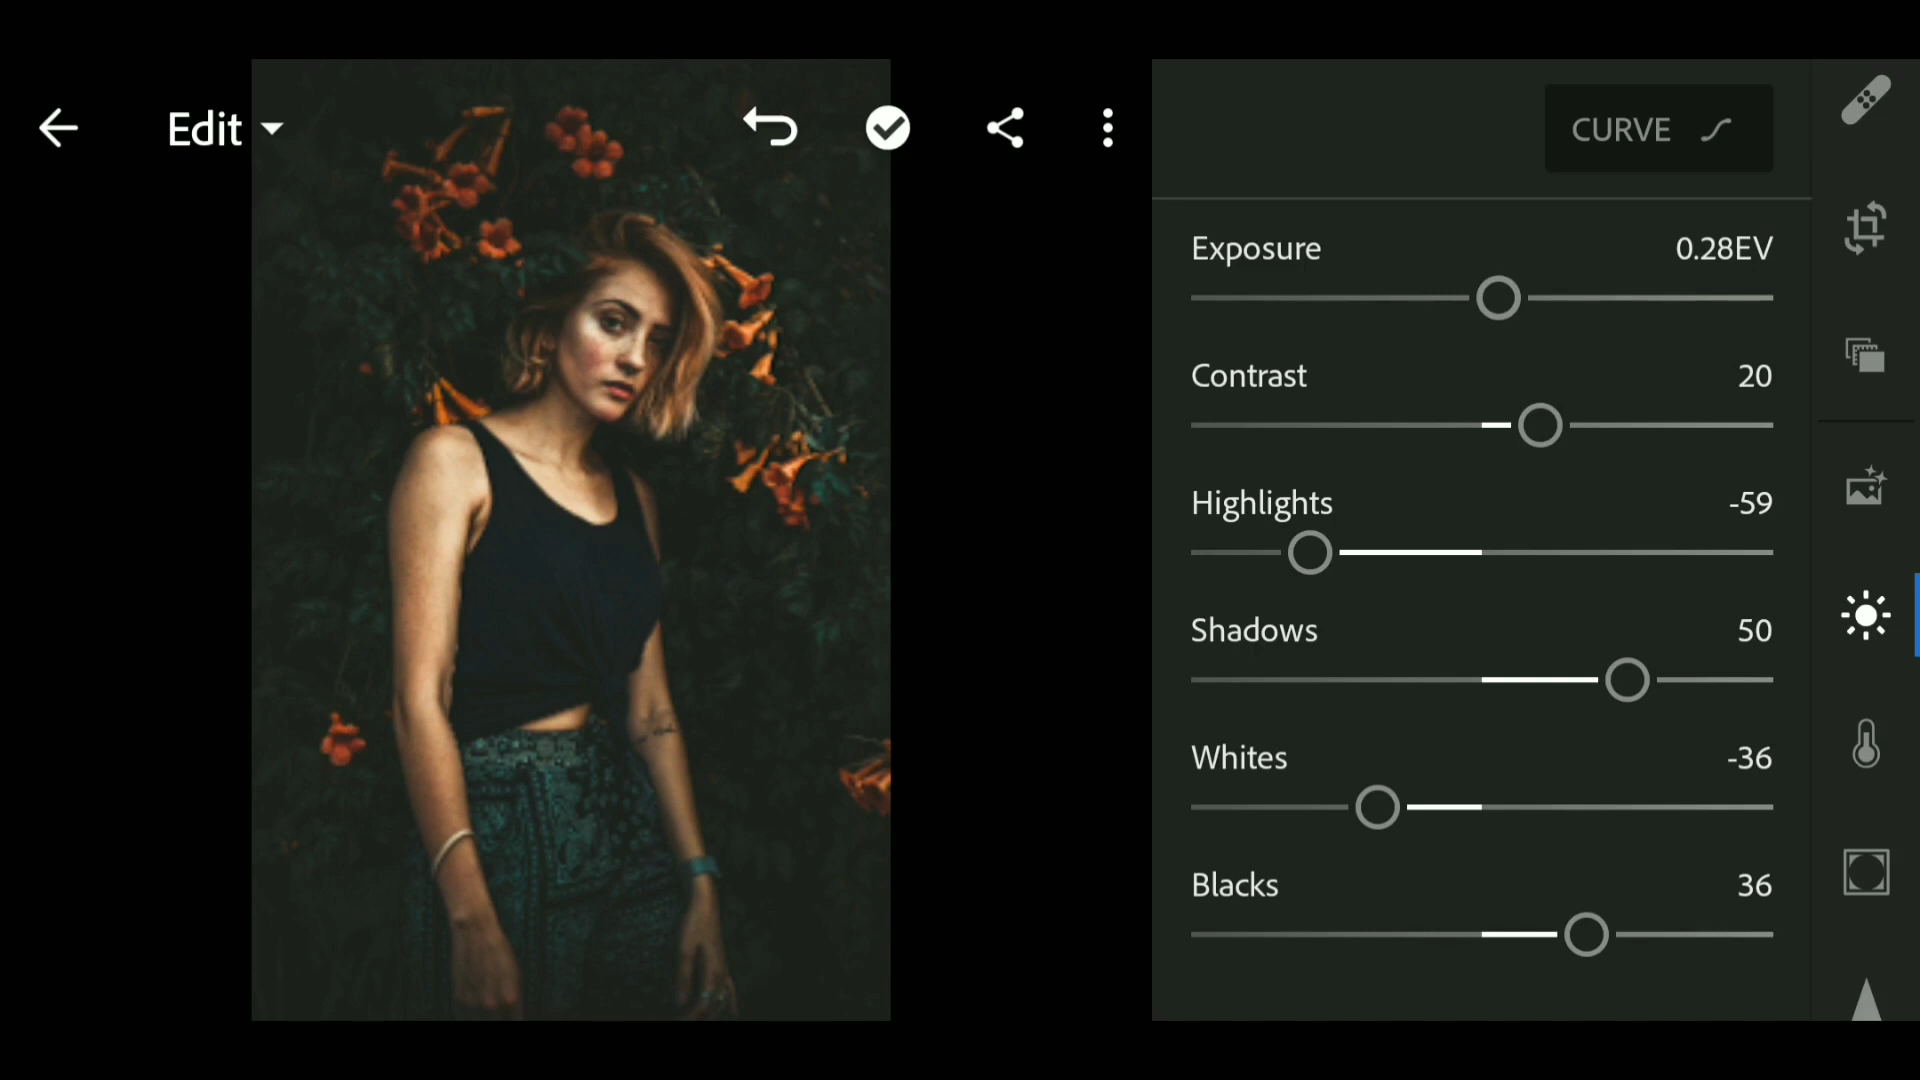 Edit
CURVE
Exposure 0.28EV
Contrast 20
Highlights -59
Shadows 50
Whites -36
Blacks 36